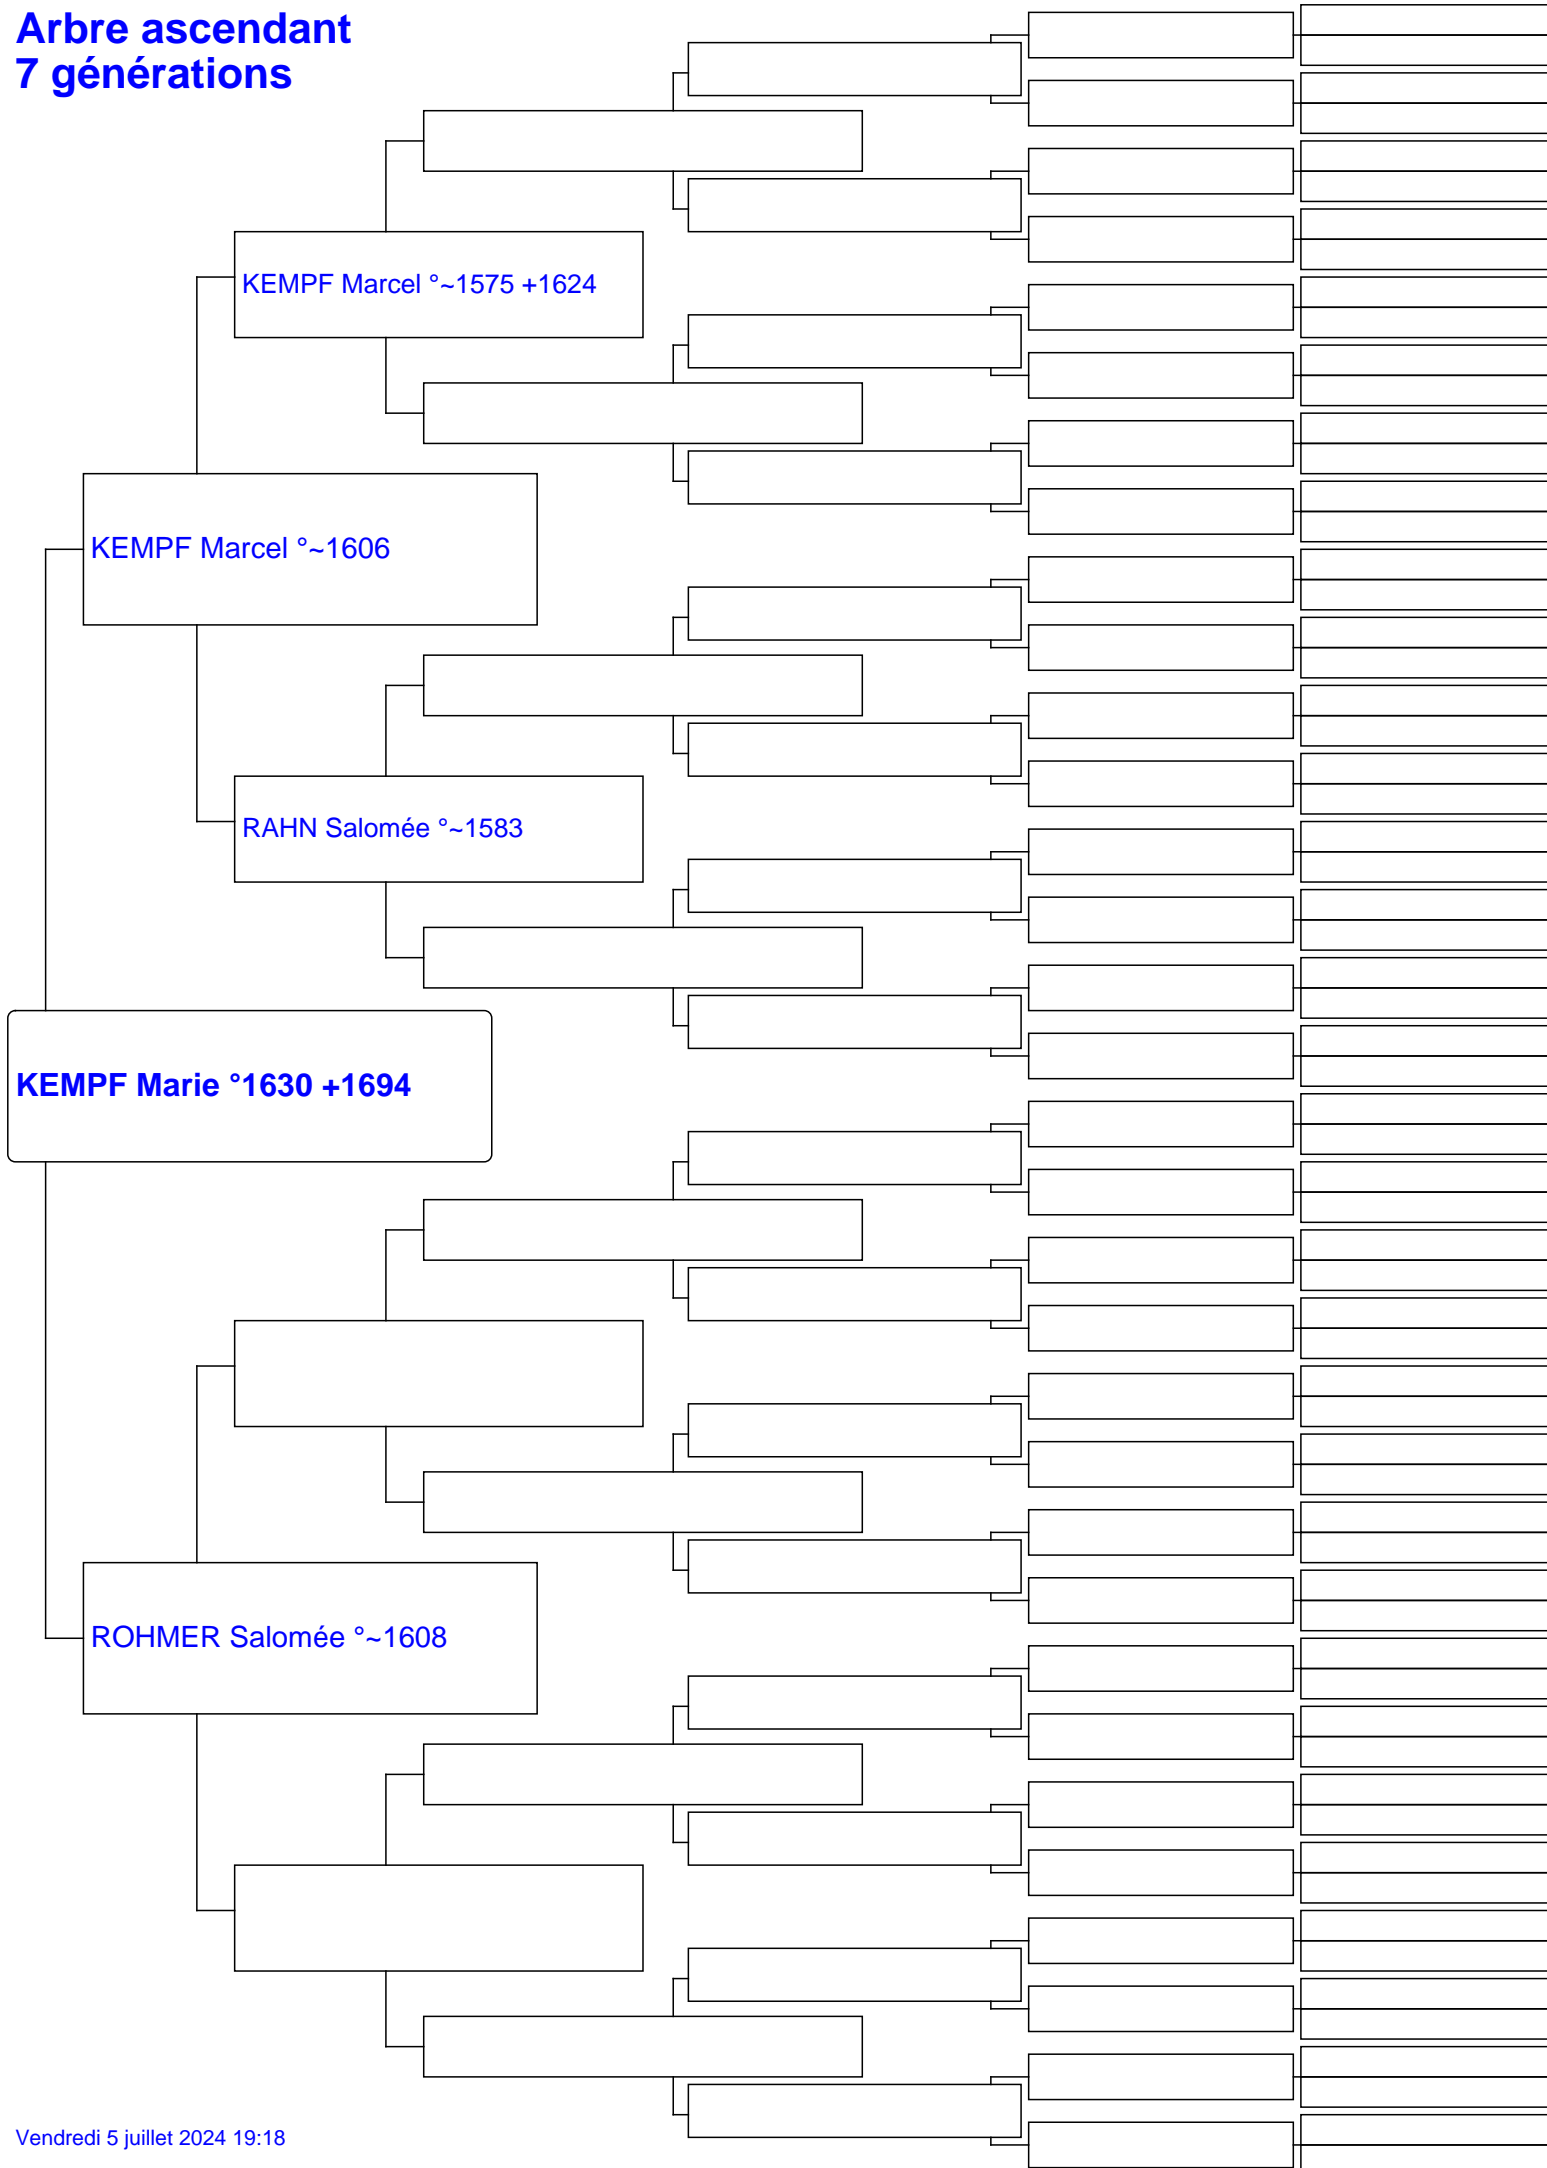 Arbre ascendant
7 générations
KEMPF Marcel °~1575 +1624
KEMPF Marcel °~1606
RAHN Salomée °~1583
KEMPF Marie °1630 +1694
ROHMER Salomée °~1608
Vendredi 5 juillet 2024 19:18